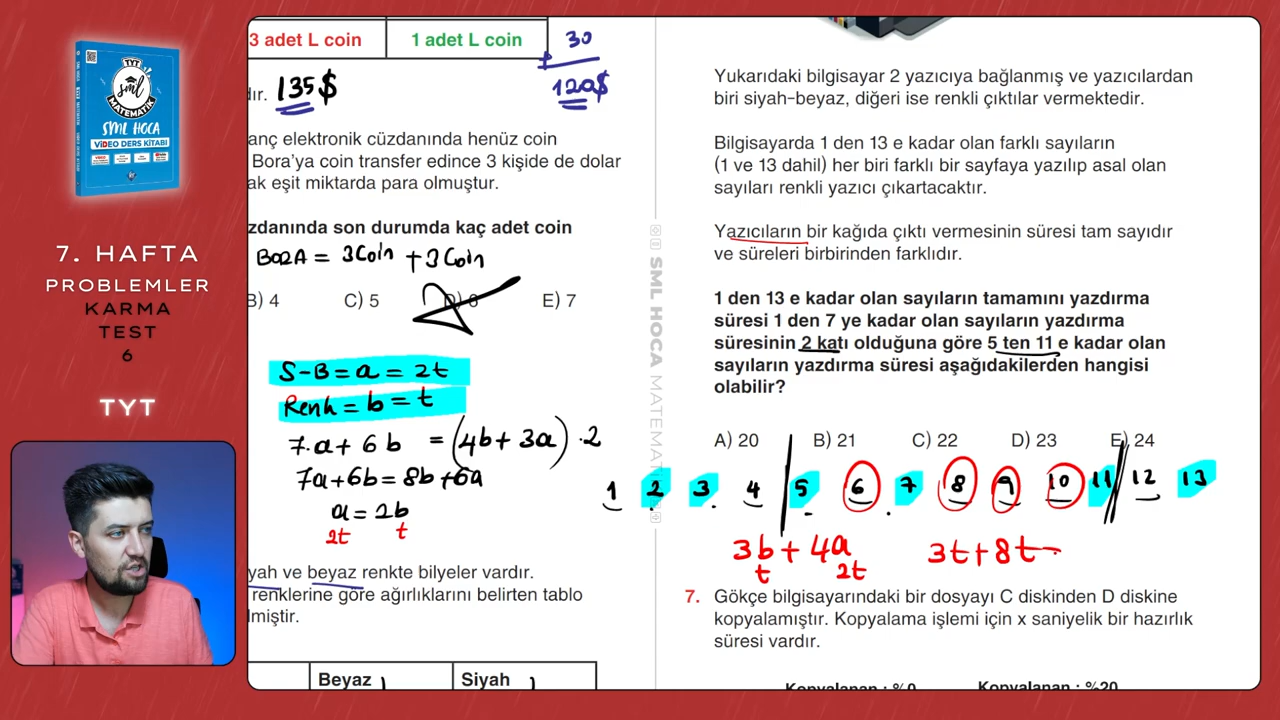 TYT
sml
MATEMATİK
SML HOCA
VİDEO DERS KİTABI
7. HAFTA
PROBLEMLER
KARMA
TEST
6
TYT
3 adet L coin
1 adet L coin
30
+
120$
dır. 135$
anç elektronik cüzdanında henüz coin
Bora'ya coin transfer edince 3 kişide de dolar
ak eşit miktarda para olmuştur.
zdanında son durumda kaç adet coin
BORA = 3Coin + 3Coin
B) 4
C) 5
D) 6
E) 7
S-B = a = 2t
Renk = b = t
7.a + 6b = (4b + 3a).2
7a+6b = 8b + 6a
a = 2b
2t
t
yah ve beyaz renkte bilyeler vardır.
renklerine göre ağırlıklarını belirten tablo
lmiştir.
Beyaz
Siyah
SML HOCA MATEMAT
Yukarıdaki bilgisayar 2 yazıcıya bağlanmış ve yazıcılardan
biri siyah–beyaz, diğeri ise renkli çıktılar vermektedir.
Bilgisayarda 1 den 13 e kadar olan farklı sayıların
(1 ve 13 dahil) her biri farklı bir sayfaya yazılıp asal olan
sayıları renkli yazıcı çıkartacaktır.
Yazıcıların bir kağıda çıktı vermesinin süresi tam sayıdır
ve süreleri birbirinden farklıdır.
1 den 13 e kadar olan sayıların tamamını yazdırma
süresi 1 den 7 ye kadar olan sayıların yazdırma
süresinin 2 katı olduğuna göre 5 ten 11 e kadar olan
sayıların yazdırma süresi aşağıdakilerden hangisi
olabilir?
A) 20
B) 21
C) 22
D) 23
E) 24
1 2 3 4 5 6 7 8 9 10 11 12 13
3b + 4a
t
2t
3t + 8t
7. Gökçe bilgisayarındaki bir dosyayı C diskinden D diskine
kopyalamıştır. Kopyalama işlemi için x saniyelik bir hazırlık
süresi vardır.
Kopyalanan : %0
Kopyalanan : %20